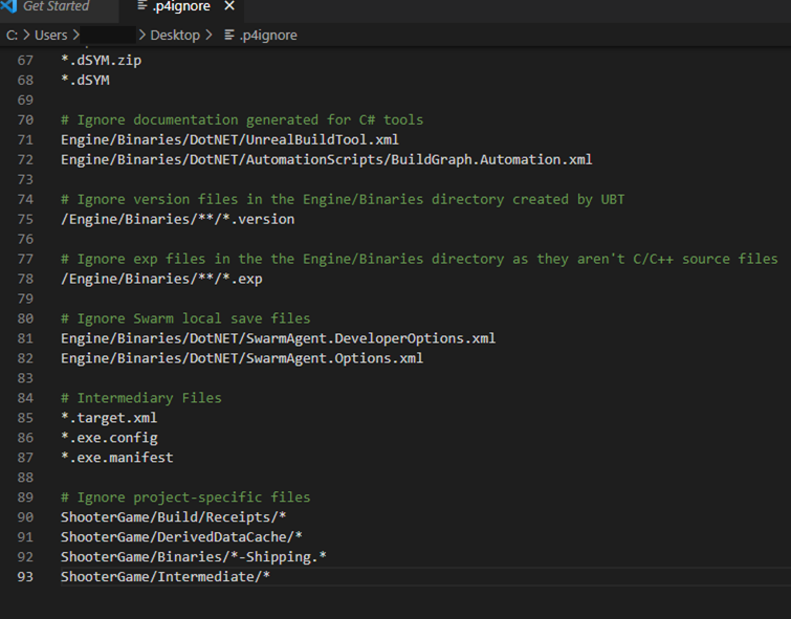 Get Started
.p4ignore
C: > Users > > Desktop > .p4ignore
67 *.dSYM.zip
68 *.dSYM
69
70 # Ignore documentation generated for C# tools
71 Engine/Binaries/DotNET/UnrealBuildTool.xml
72 Engine/Binaries/DotNET/AutomationScripts/BuildGraph.Automation.xml
73
74 # Ignore version files in the Engine/Binaries directory created by UBT
75 /Engine/Binaries/**/*.version
76
77 # Ignore exp files in the the Engine/Binaries directory as they aren't C/C++ source files
78 /Engine/Binaries/**/*.exp
79
80 # Ignore Swarm local save files
81 Engine/Binaries/DotNET/SwarmAgent.DeveloperOptions.xml
82 Engine/Binaries/DotNET/SwarmAgent.Options.xml
83
84 # Intermediary Files
85 *.target.xml
86 *.exe.config
87 *.exe.manifest
88
89 # Ignore project-specific files
90 ShooterGame/Build/Receipts/*
91 ShooterGame/DerivedDataCache/*
92 ShooterGame/Binaries/*-Shipping.*
93 ShooterGame/Intermediate/*